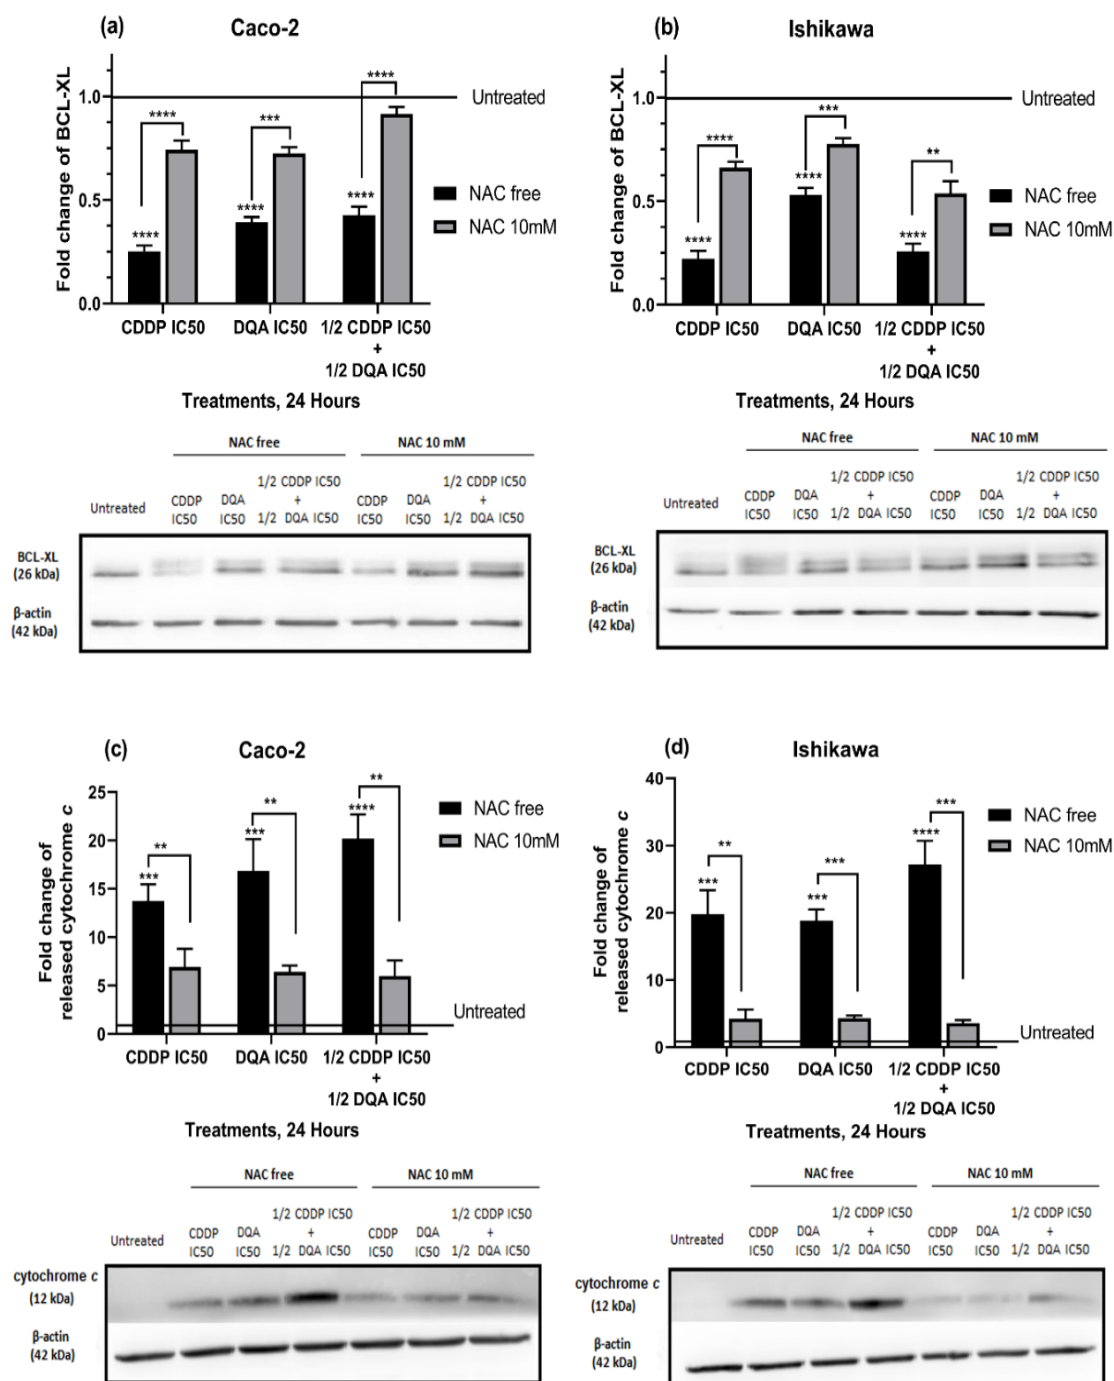 (a)
Caco-2
Fold change of BCL-XL
1.0
0.5
0.0
Untreated
****
****
****
***
****
****
NAC free
NAC 10mM
CDDP IC50
DQA IC50
1/2 CDDP IC50
+
1/2 DQA IC50
Treatments, 24 Hours
NAC free
NAC 10 mM
Untreated
CDDP
IC50
DQA
IC50
1/2 CDDP IC50
+
1/2 DQA IC50
CDDP
IC50
DQA
IC50
1/2 CDDP IC50
+
1/2 DQA IC50
BCL-XL
(26 kDa)
β-actin
(42 kDa)
(b)
Ishikawa
Fold change of BCL-XL
1.0
0.5
0.0
Untreated
****
****
****
***
****
**
NAC free
NAC 10mM
CDDP IC50
DQA IC50
1/2 CDDP IC50
+
1/2 DQA IC50
Treatments, 24 Hours
NAC free
NAC 10 mM
Untreated
CDDP
IC50
DQA
IC50
1/2 CDDP IC50
+
1/2 DQA IC50
CDDP
IC50
DQA
IC50
1/2 CDDP IC50
+
1/2 DQA IC50
BCL-XL
(26 kDa)
β-actin
(42 kDa)
(c)
Caco-2
Fold change of
released cytochrome c
25
20
15
10
5
0
***
**
***
**
****
**
NAC free
NAC 10mM
Untreated
CDDP IC50
DQA IC50
1/2 CDDP IC50
+
1/2 DQA IC50
Treatments, 24 Hours
NAC free
NAC 10 mM
Untreated
CDDP
IC50
DQA
IC50
1/2 CDDP IC50
+
1/2 DQA IC50
CDDP
IC50
DQA
IC50
1/2 CDDP IC50
+
1/2 DQA IC50
cytochrome c
(12 kDa)
β-actin
(42 kDa)
(d)
Ishikawa
Fold change of
released cytochrome c
40
30
20
10
0
***
**
***
***
****
***
NAC free
NAC 10mM
Untreated
CDDP IC50
DQA IC50
1/2 CDDP IC50
+
1/2 DQA IC50
Treatments, 24 Hours
NAC free
NAC 10 mM
Untreated
CDDP
IC50
DQA
IC50
1/2 CDDP IC50
+
1/2 DQA IC50
CDDP
IC50
DQA
IC50
1/2 CDDP IC50
+
1/2 DQA IC50
cytochrome c
(12 kDa)
β-actin
(42 kDa)